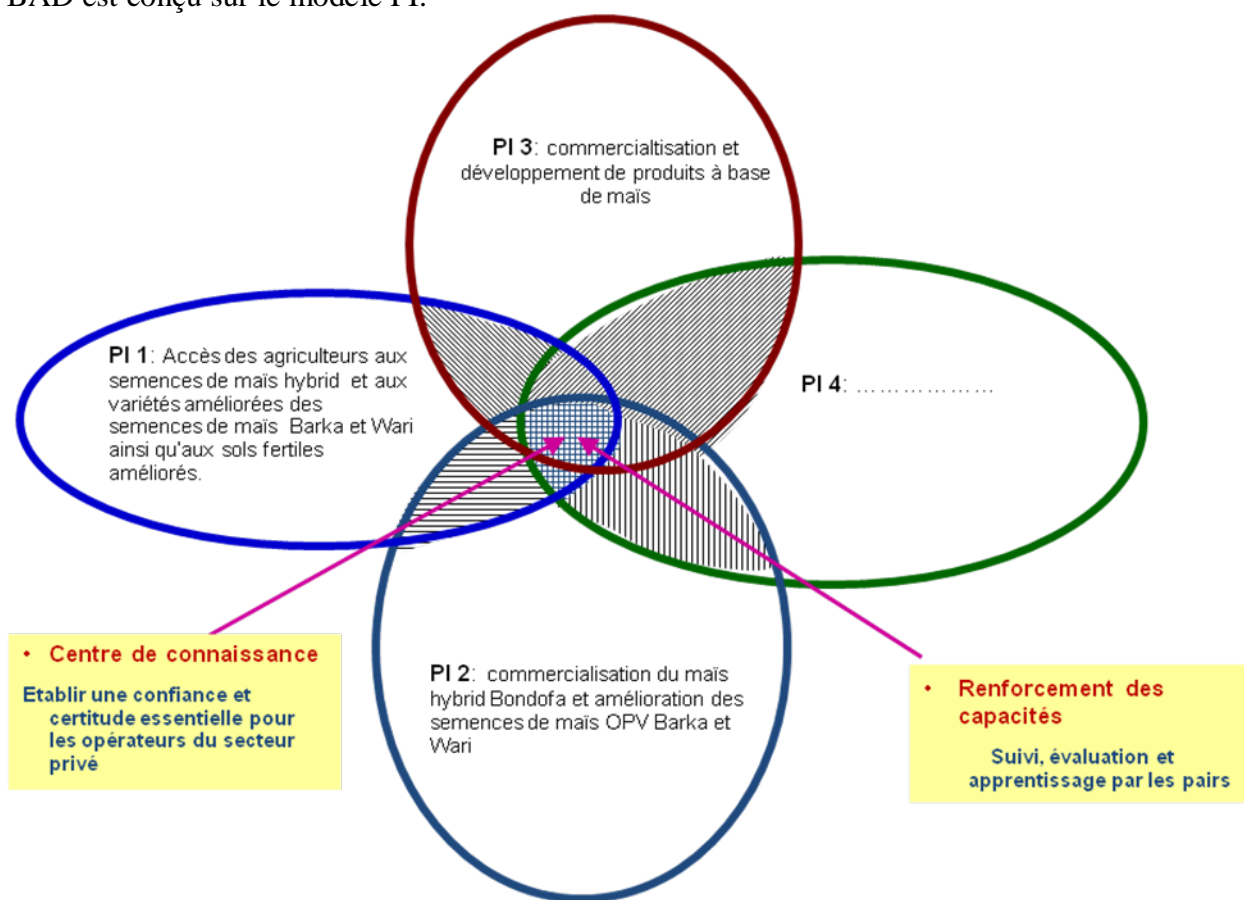 BAD est conçu sur le modèle PI.
PI 3: commercialtisation et
développement de produits à base
de maïs
PI 1: Accès des agriculteurs aux
semences de maïs hybrid et aux
variétés améliorées des
semences de maïs Barka et Wari
ainsi qu'aux sols fertiles
améliorés.
PI 4: ... ... ... ... ... ...
PI 2: commercialisation du maïs
hybrid Bondofa et amélioration des
semences de maïs OPV Barka et
Wari
• Centre de connaissance
Etablir une confiance et
certitude essentielle pour
les opérateurs du secteur
privé
• Renforcement des
capacités
Suivi, évaluation et
apprentissage par les pairs